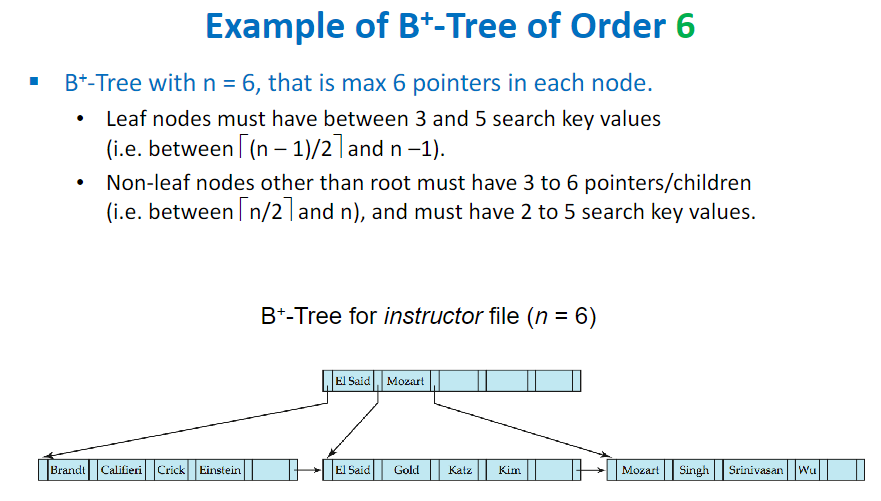 Example of B⁺-Tree of Order 6
▪ B⁺-Tree with n = 6, that is max 6 pointers in each node.
• Leaf nodes must have between 3 and 5 search key values
(i.e. between ⌈(n – 1)/2⌉ and n –1).
• Non-leaf nodes other than root must have 3 to 6 pointers/children
(i.e. between ⌈n/2⌉ and n), and must have 2 to 5 search key values.
B⁺-Tree for instructor file (n = 6)
El Said Mozart
Brandt Califieri Crick Einstein El Said Gold Katz Kim Mozart Singh Srinivasan Wu